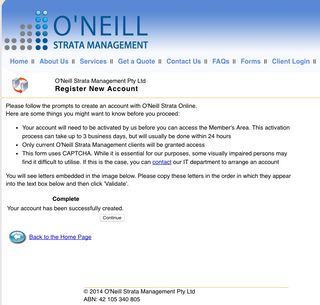 O'NEILL
STRATA MANAGEMENT
Home :: About Us :: Services :: Get a Quote :: Contact Us :: FAQs :: Forms :: Client Login ::
O'Neill Strata Management Pty Ltd
Register New Account
Please follow the prompts to create an account with O'Neill Strata Online.
Here are some things you might want to know before you proceed:
• Your account will need to be activated by us before you can access the Member's Area. This activation
process can take up to 3 business days, but will usually be done within 24 hours
• Only current O'Neill Strata Management clients will be granted access
• This form uses CAPTCHA. While it is essential for our purposes, some visually impaired persons may
find it difficult to utilise. If this is the case, you can contact our IT department to arrange an account
You will see letters embedded in the image below. Please copy these letters in the order in which they appear
into the text box below and then click 'Validate'.
Complete
Your account has been successfully created.
Continue
Back to the Home Page
© 2014 O'Neill Strata Management Pty Ltd
ABN: 42 105 340 805